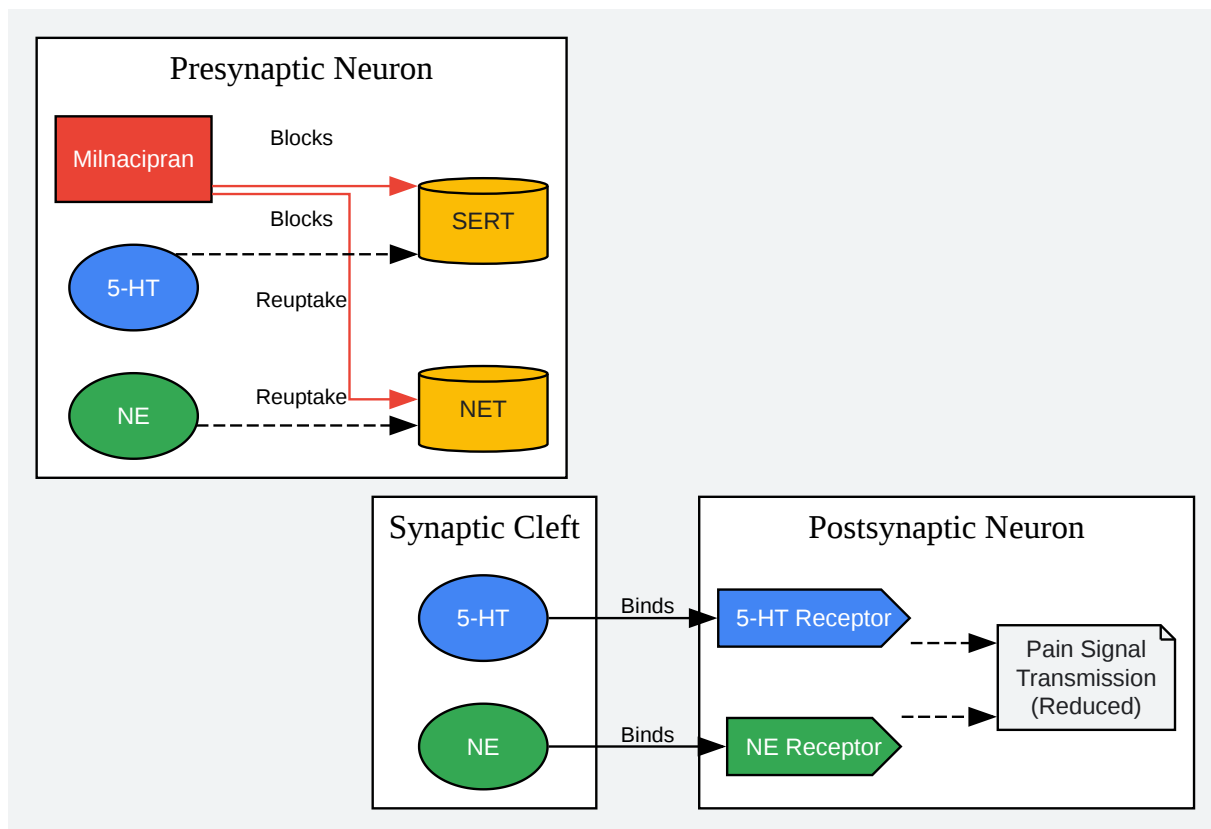 Presynaptic Neuron
Milnacipran
Blocks
SERT
Blocks
5-HT
Reuptake
NE
Reuptake
NET
Synaptic Cleft
Postsynaptic Neuron
5-HT
Binds
5-HT Receptor
Pain Signal
Transmission
(Reduced)
NE
Binds
NE Receptor